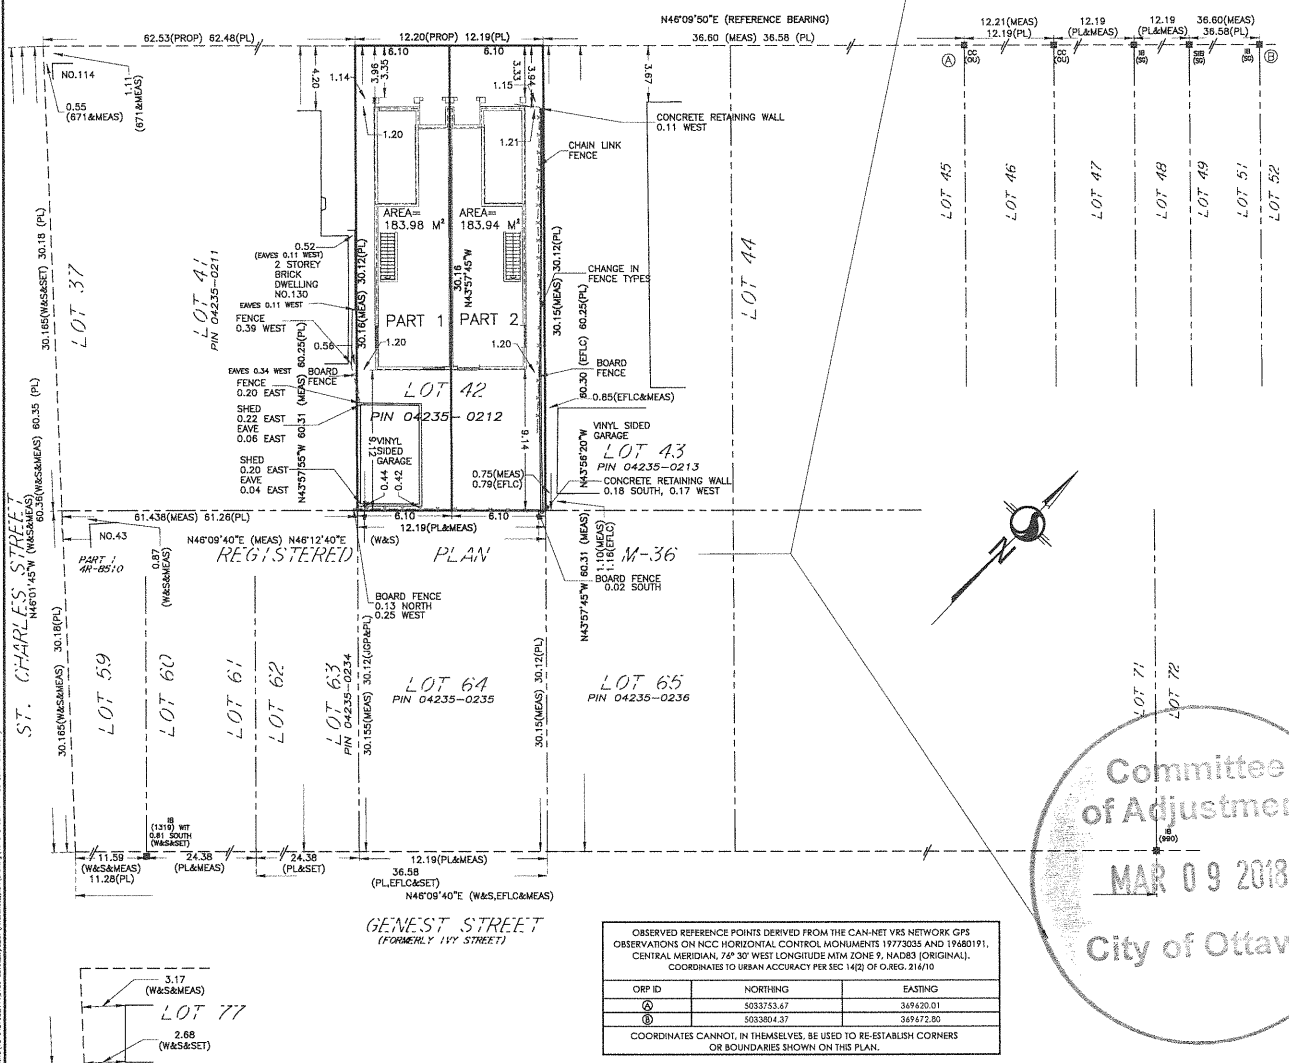 N46°09'50"E (REFERENCE BEARING)
62.53(PROP) 62.48(PL)
12.20(PROP) 12.19(PL)
36.60 (MEAS) 36.58 (PL)
12.21(MEAS)
12.19(PL)
12.19
(PL&MEAS)
12.19
(PL&MEAS)
36.60(MEAS)
36.58(PL)
6.10
6.10
A
CC
(OU)
CC
(OU)
IB
(SG)
SIB
(SG)
IB
(SG)
B
NO.114
0.55
(671&MEAS)
1.11
(671&MEAS)
4.20
1.14
3.96
3.35
3.33
3.94
1.15
3.67
CONCRETE RETAINING WALL
0.11 WEST
1.20
1.21
CHAIN LINK
FENCE
LOT 45
LOT 46
LOT 47
LOT 48
LOT 49
LOT 51
LOT 52
AREA=
183.98 M²
AREA=
183.94 M²
30.165(W&S&SET) 30.18 (PL)
LOT 37
LOT 41
PIN 04235-0211
0.52
(EAVES 0.11 WEST)
2 STOREY
BRICK
DWELLING
NO.130
EAVES 0.11 WEST
FENCE
0.39 WEST
0.56
30.16(MEAS) 30.12(PL)
30.16
N43°57'45"W
30.15(MEAS) 30.12(PL)
CHANGE IN
FENCE TYPES
LOT 44
PART 1
PART 2
1.20
1.20
EAVES 0.34 WEST
BOARD
FENCE
BOARD
FENCE
FENCE
0.20 EAST
SHED
0.22 EAST
EAVE
0.06 EAST
SHED
0.20 EAST
EAVE
0.04 EAST
N43°57'55"W 60.31 (MEAS) 60.25(PL)
LOT 42
PIN 04235-0212
9.12
VINYL
SIDED
GARAGE
0.44
0.42
9.14
60.30 (EFLC) 60.25(PL)
N43°56'20"W
0.85(EFLC&MEAS)
VINYL SIDED
GARAGE
LOT 43
PIN 04235-0213
0.75(MEAS)
0.79(EFLC)
CONCRETE RETAINING WALL
0.18 SOUTH, 0.17 WEST
60.36(W&S&MEAS) 60.35 (PL)
N46°01'45"W (W&S&MEAS)
ST. CHARLES STREET
61.438(MEAS) 61.26(PL)
6.10
6.10
12.19(PL&MEAS)
NO.43
PART 1
4R-8510
0.87
(W&S&MEAS)
N46°09'40"E (MEAS) N46°12'40"E (W&S)
REGISTERED PLAN M-36
1.10(MEAS)
1.16(EFLC)
N43°57'45"W 60.31 (MEAS)
BOARD FENCE
0.02 SOUTH
BOARD FENCE
0.13 NORTH
0.25 WEST
N
30.165(W&S&MEAS) 30.18(PL)
LOT 59
LOT 60
LOT 61
LOT 62
LOT 63
PIN 04235-0234
30.155(MEAS) 30.12(JGP&PL)
LOT 64
PIN 04235-0235
30.15(MEAS) 30.12(PL)
LOT 65
PIN 04235-0236
LOT 71
LOT 72
IB
(1319) WIT
0.81 SOUTH
(W&S&SET)
IB
(990)
11.59
(W&S&MEAS)
11.28(PL)
24.38
(PL&MEAS)
24.38
(PL&SET)
12.19(PL&MEAS)
36.58
(PL,EFLC&SET)
N46°09'40"E (W&S,EFLC&MEAS)
GENEST STREET
(FORMERLY IVY STREET)
Committee
of Adjustmen
MAR 09 2018
City of Ottaw
3.17
(W&S&MEAS)
LOT 77
2.68
(W&S&SET)
OBSERVED REFERENCE POINTS DERIVED FROM THE CAN-NET VRS NETWORK GPS
OBSERVATIONS ON NCC HORIZONTAL CONTROL MONUMENTS 19773035 AND 19680191,
CENTRAL MERIDIAN, 76° 30' WEST LONGITUDE MTM ZONE 9, NAD83 (ORIGINAL).
COORDINATES TO URBAN ACCURACY PER SEC 14(2) OF O.REG. 216/10
ORP ID NORTHING EASTING
A 5033753.67 369620.01
B 5033804.37 369672.80
COORDINATES CANNOT, IN THEMSELVES, BE USED TO RE-ESTABLISH CORNERS
OR BOUNDARIES SHOWN ON THIS PLAN.